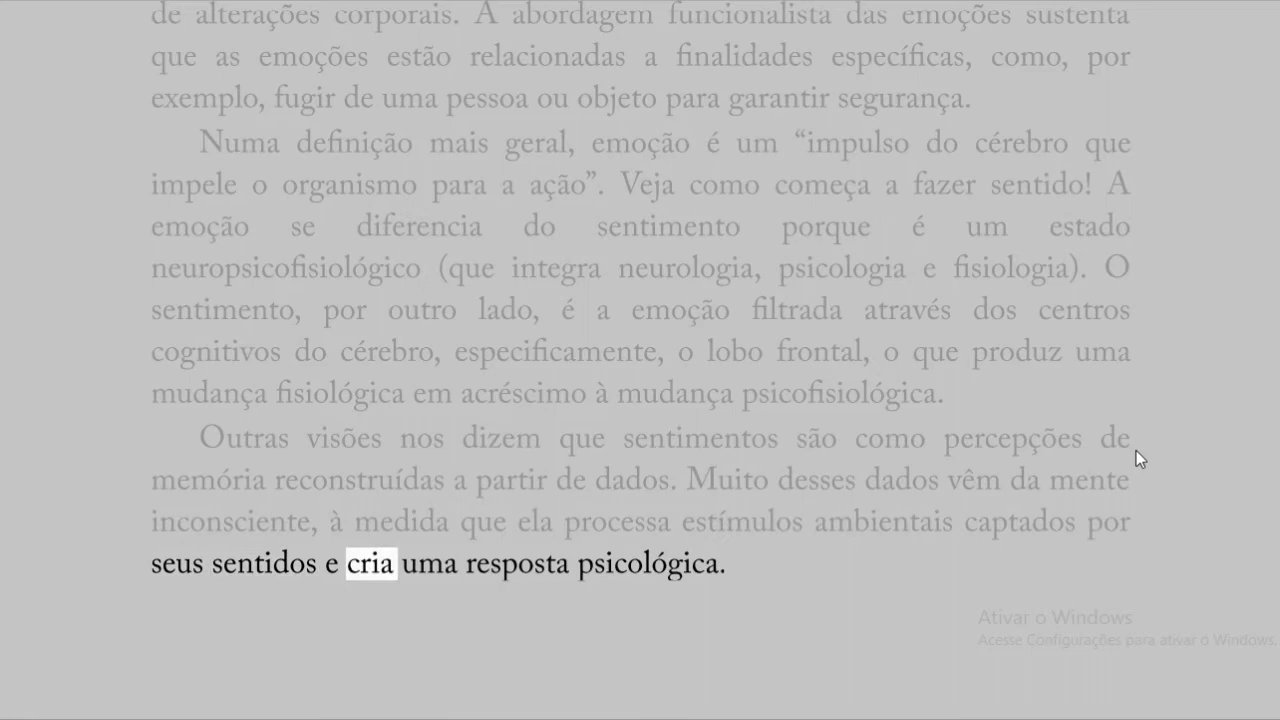 de alterações corporais. A abordagem funcionalista das emoções sustenta
que as emoções estão relacionadas a finalidades específicas, como, por
exemplo, fugir de uma pessoa ou objeto para garantir segurança.
Numa definição mais geral, emoção é um “impulso do cérebro que
impele o organismo para a ação”. Veja como começa a fazer sentido! A
emoção se diferencia do sentimento porque é um estado
neuropsicofisiológico (que integra neurologia, psicologia e fisiologia). O
sentimento, por outro lado, é a emoção filtrada através dos centros
cognitivos do cérebro, especificamente, o lobo frontal, o que produz uma
mudança fisiológica em acréscimo à mudança psicofisiológica.
Outras visões nos dizem que sentimentos são como percepções de
memória reconstruídas a partir de dados. Muito desses dados vêm da mente
inconsciente, à medida que ela processa estímulos ambientais captados por
seus sentidos e cria uma resposta psicológica.
Ativar o Windows
Acesse Configurações para ativar o Windows.